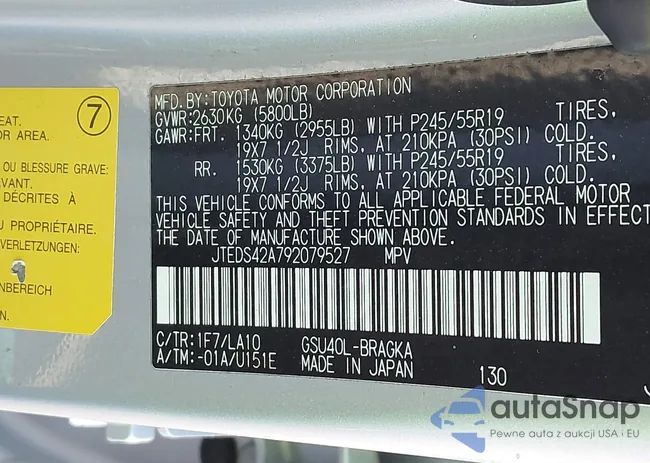 7
EAT.
OR AREA.
OU BLESSURE GRAVE:
AVANT.
DÉCRITES À
U PROPRIÉTAIRE.
VERLETZUNGEN
NBEREICH
N.
MFD.BY:TOYOTA MOTOR CORPORATION
GVWR:2630KG (5800LB)
GAWR:FRT. 1340KG (2955LB) WITH P245/55R19 TIRES,
19X7 1/2J RIMS, AT 210KPA (30PSI) COLD.
RR. 1530KG (3375LB) WITH P245/55R19 TIRES,
19X7 1/2J RIMS, AT 210KPA (30PSI) COLD.
THIS VEHICLE CONFORMS TO ALL APPLICABLE FEDERAL MOTOR
VEHICLE SAFETY AND THEFT PREVENTION STANDARDS IN EFFECT
THE DATE OF MANUFACTURE SHOWN ABOVE.
JTEDS42A792079527 MPV
C/TR:1F7/LA10 GSU40L-BRAGKA
A/TM:-01A/U151E MADE IN JAPAN 130
autoSnap
Pewne auta z aukcji USA i EU